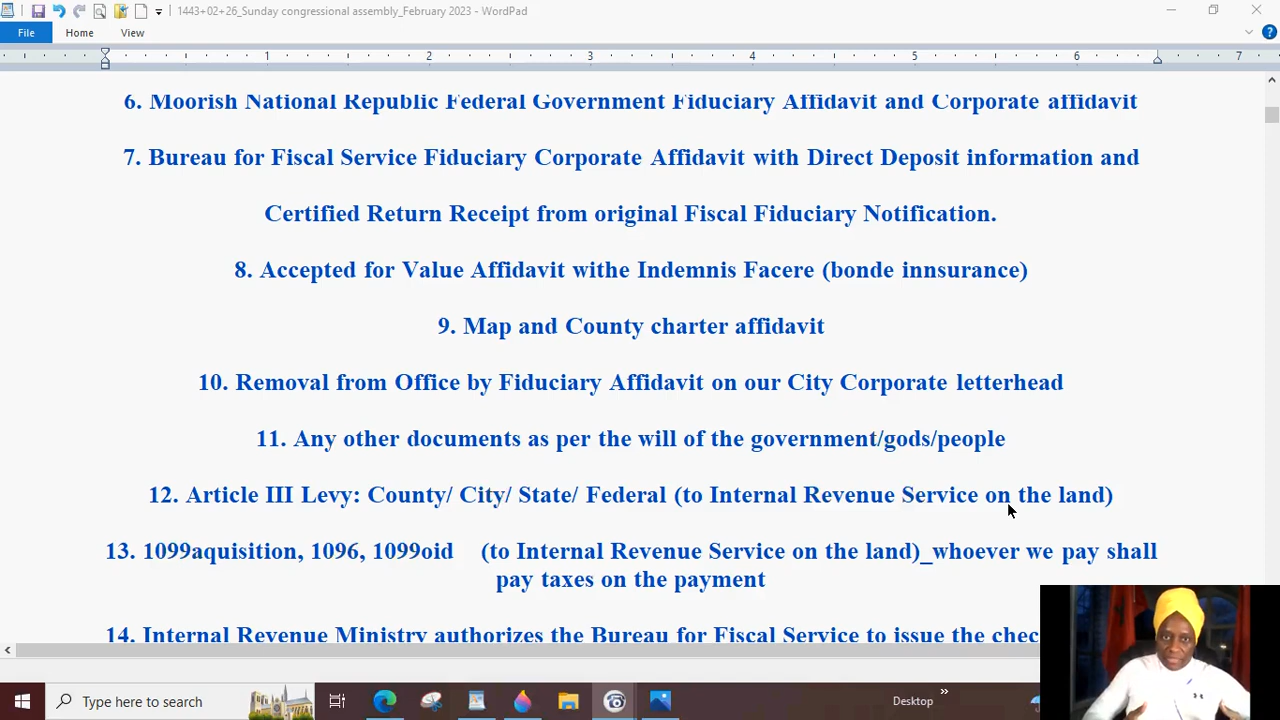 1443+02+26_Sunday congressional assembly_February 2023 - WordPad
File Home View
1 2 3 4 5 6 7
6. Moorish National Republic Federal Government Fiduciary Affidavit and Corporate affidavit
7. Bureau for Fiscal Service Fiduciary Corporate Affidavit with Direct Deposit information and
Certified Return Receipt from original Fiscal Fiduciary Notification.
8. Accepted for Value Affidavit withe Indemnis Facere (bonde innsurance)
9. Map and County charter affidavit
10. Removal from Office by Fiduciary Affidavit on our City Corporate letterhead
11. Any other documents as per the will of the government/gods/people
12. Article III Levy: County/ City/ State/ Federal (to Internal Revenue Service on the land)
13. 1099aquisition, 1096, 1099oid (to Internal Revenue Service on the land)_whoever we pay shall
pay taxes on the payment
14. Internal Revenue Ministry authorizes the Bureau for Fiscal Service to issue the
Type here to search
Desktop